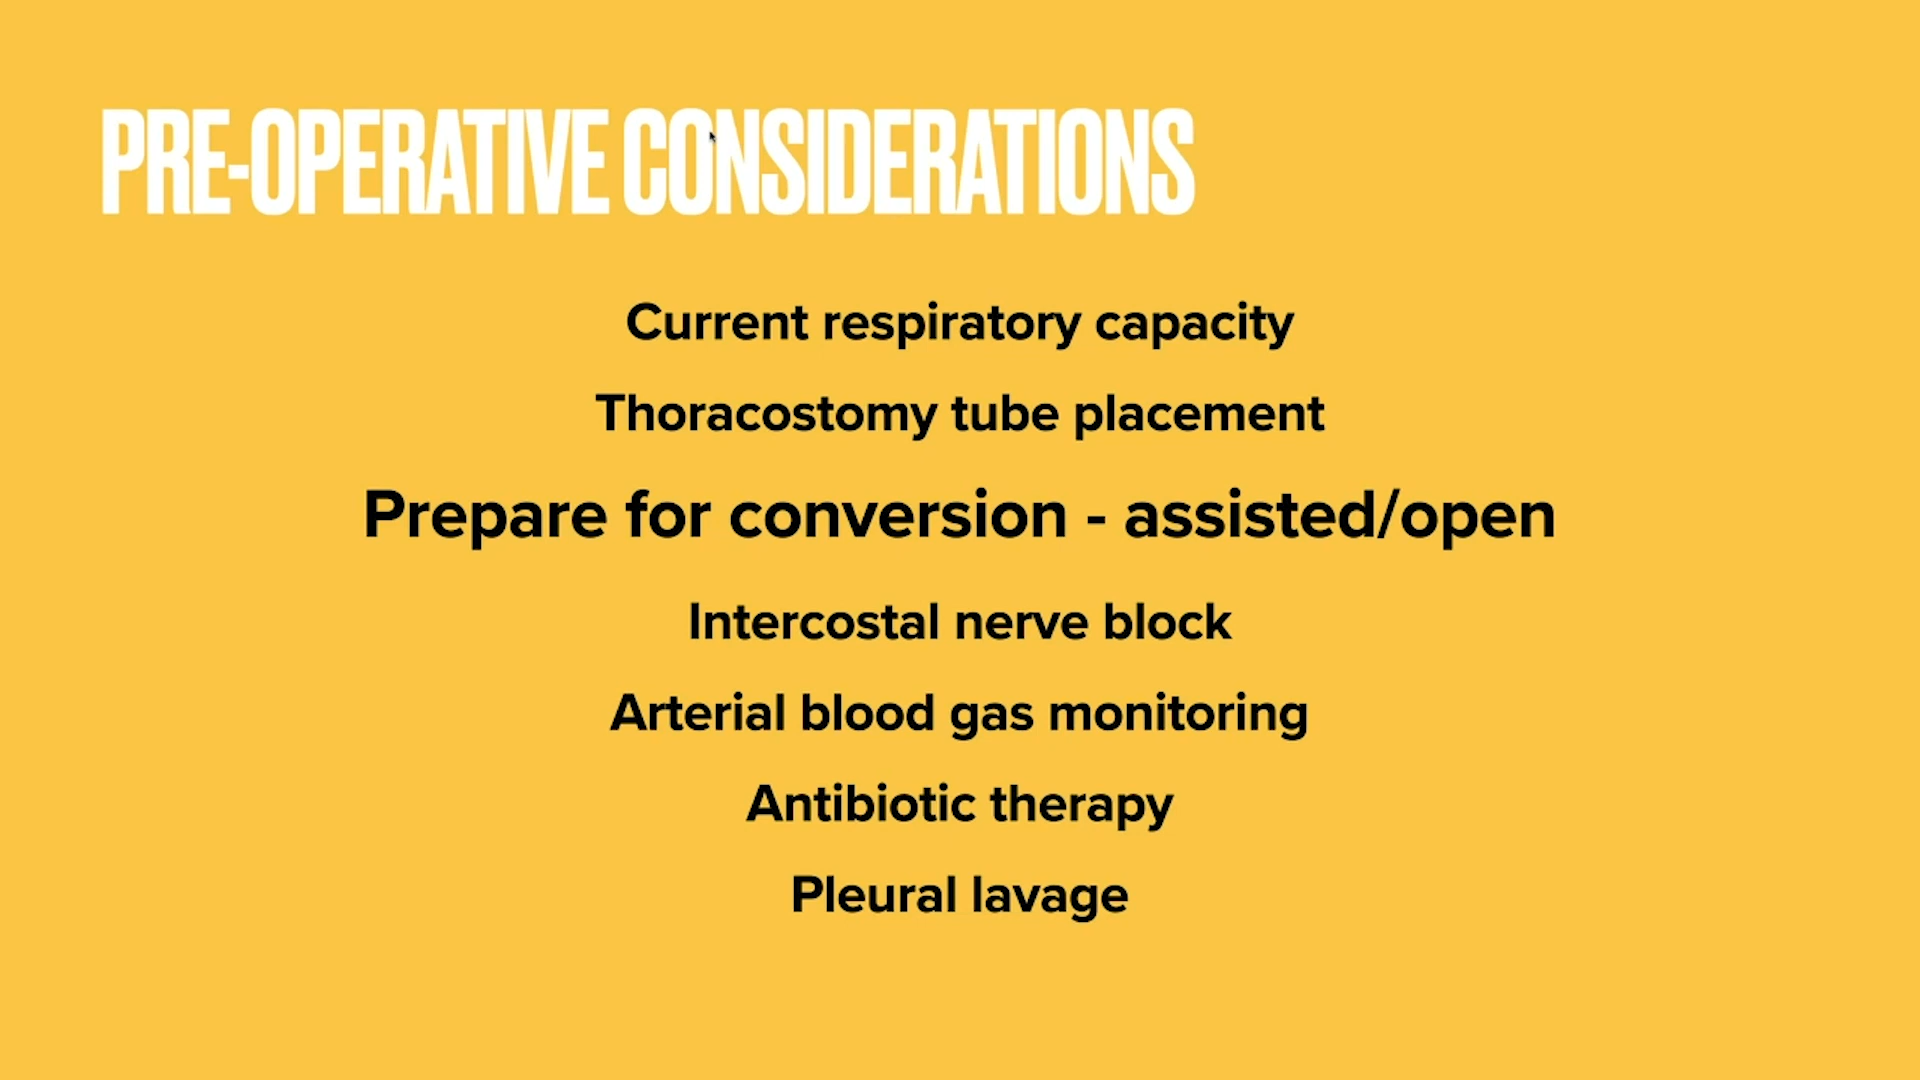 PRE-OPERATIVE CONSIDERATIONS
Current respiratory capacity
Thoracostomy tube placement
Prepare for conversion - assisted/open
Intercostal nerve block
Arterial blood gas monitoring
Antibiotic therapy
Pleural lavage